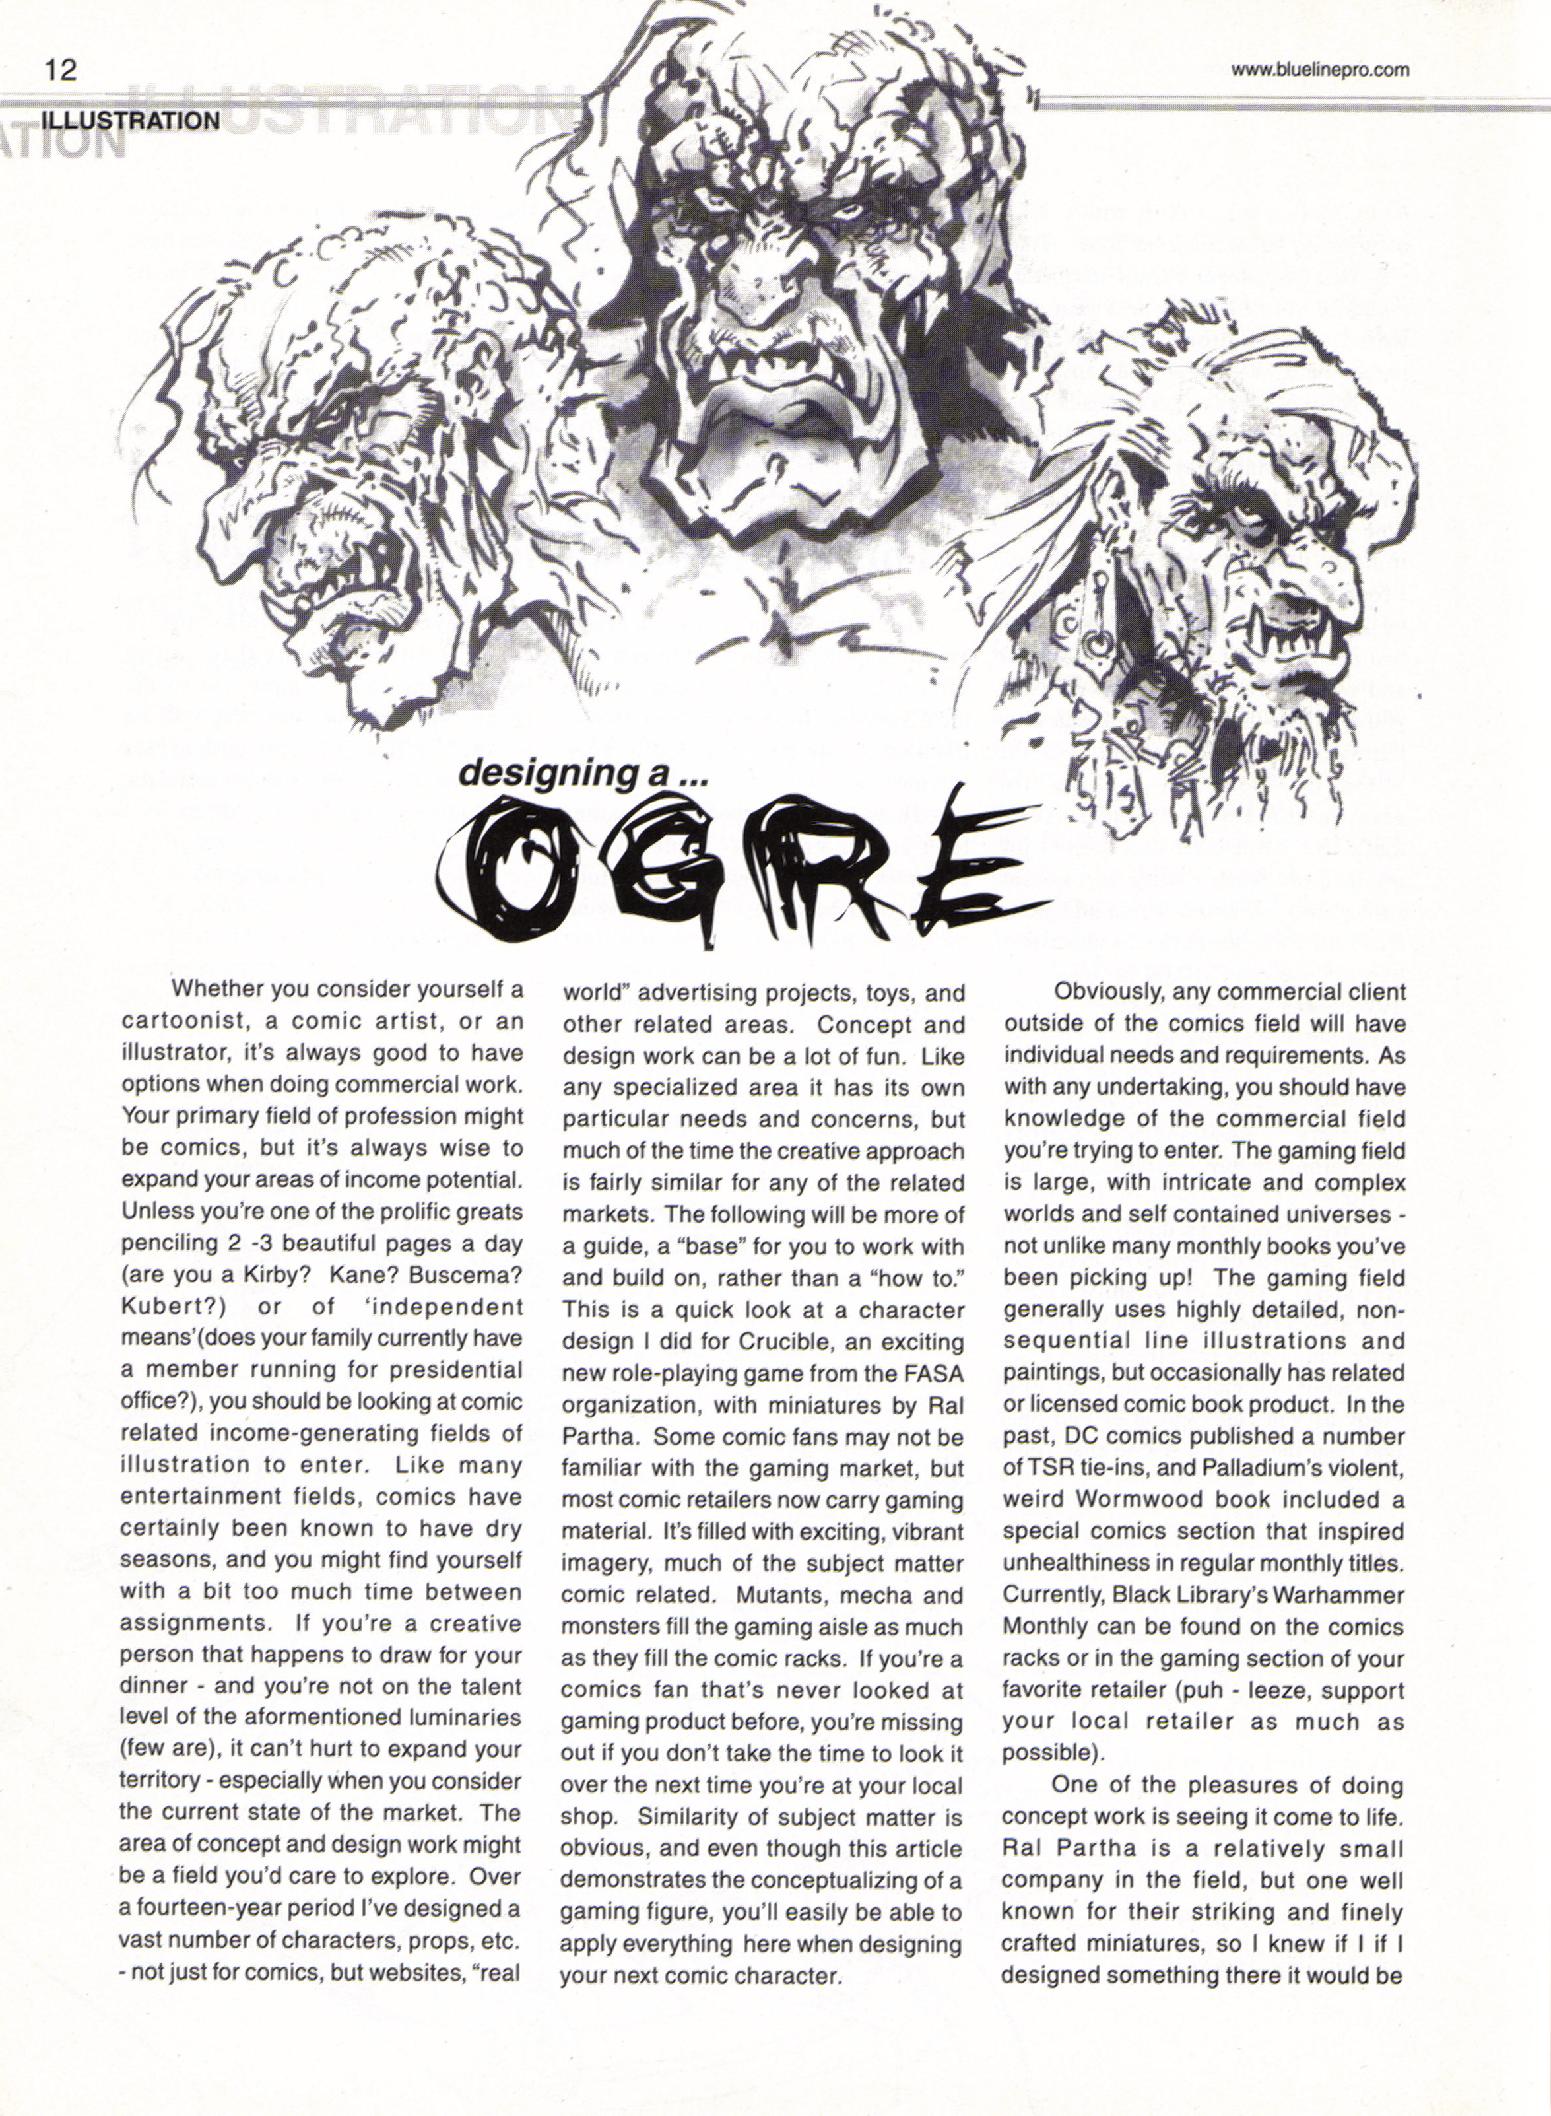 12
www.bluelinepro.com
ILLUSTRATION
ATION
ILLUSTRATION
designing a ...
OGRE
Whether you consider yourself a
cartoonist, a comic artist, or an
illustrator, it's always good to have
options when doing commercial work.
Your primary field of profession might
be comics, but it's always wise to
expand your areas of income potential.
Unless you're one of the prolific greats
penciling 2 -3 beautiful pages a day
(are you a Kirby?  Kane? Buscema?
Kubert?) or of 'independent
means'(does your family currently have
a member running for presidential
office?), you should be looking at comic
related income-generating fields of
illustration to enter.  Like many
entertainment fields, comics have
certainly been known to have dry
seasons, and you might find yourself
with a bit too much time between
assignments.  If you're a creative
person that happens to draw for your
dinner - and you're not on the talent
level of the aformentioned luminaries
(few are), it can't hurt to expand your
territory - especially when you consider
the current state of the market.  The
area of concept and design work might
be a field you'd care to explore.  Over
a fourteen-year period I've designed a
vast number of characters, props, etc.
- not just for comics, but websites, "real
world" advertising projects, toys, and
other related areas.  Concept and
design work can be a lot of fun.  Like
any specialized area it has its own
particular needs and concerns, but
much of the time the creative approach
is fairly similar for any of the related
markets.  The following will be more of
a guide, a "base" for you to work with
and build on, rather than a "how to."
This is a quick look at a character
design I did for Crucible, an exciting
new role-playing game from the FASA
organization, with miniatures by Ral
Partha.  Some comic fans may not be
familiar with the gaming market, but
most comic retailers now carry gaming
material.  It's filled with exciting, vibrant
imagery, much of the subject matter
comic related.  Mutants, mecha and
monsters fill the gaming aisle as much
as they fill the comic racks.  If you're a
comics fan that's never looked at
gaming product before, you're missing
out if you don't take the time to look it
over the next time you're at your local
shop.  Similarity of subject matter is
obvious, and even though this article
demonstrates the conceptualizing of a
gaming figure, you'll easily be able to
apply everything here when designing
your next comic character.
Obviously, any commercial client
outside of the comics field will have
individual needs and requirements.  As
with any undertaking, you should have
knowledge of the commercial field
you're trying to enter.  The gaming field
is large, with intricate and complex
worlds and self contained universes -
not unlike many monthly books you've
been picking up!  The gaming field
generally uses highly detailed, non-
sequential line illustrations and
paintings, but occasionally has related
or licensed comic book product.  In the
past, DC comics published a number
of TSR tie-ins, and Palladium's violent,
weird Wormwood book included a
special comics section that inspired
unhealthiness in regular monthly titles.
Currently, Black Library's Warhammer
Monthly can be found on the comics
racks or in the gaming section of your
favorite retailer (puh - leeze, support
your local retailer as much as
possible).
One of the pleasures of doing
concept work is seeing it come to life.
Ral Partha is a relatively small
company in the field, but one well
known for their striking and finely
crafted miniatures, so I knew if I if I
designed something there it would be